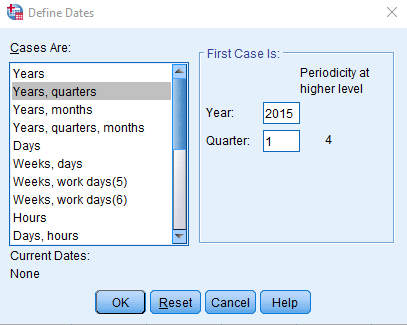 Define Dates
Cases Are:
Years
Years, quarters
Years, months
Years, quarters, months
Days
Weeks, days
Weeks, work days(5)
Weeks, work days(6)
Hours
Days, hours
Current Dates:
None
First Case Is:
Periodicity at
higher level
Year: 2015
Quarter: 1 4
OK Reset Cancel Help